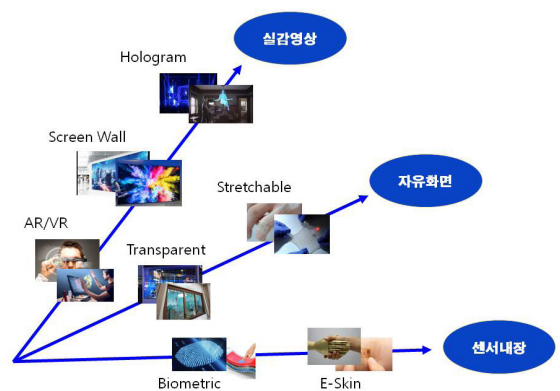 실감영상
Hologram
Screen Wall
자유화면
Stretchable
AR/VR
Transparent
센서내장
Biometric
E-Skin